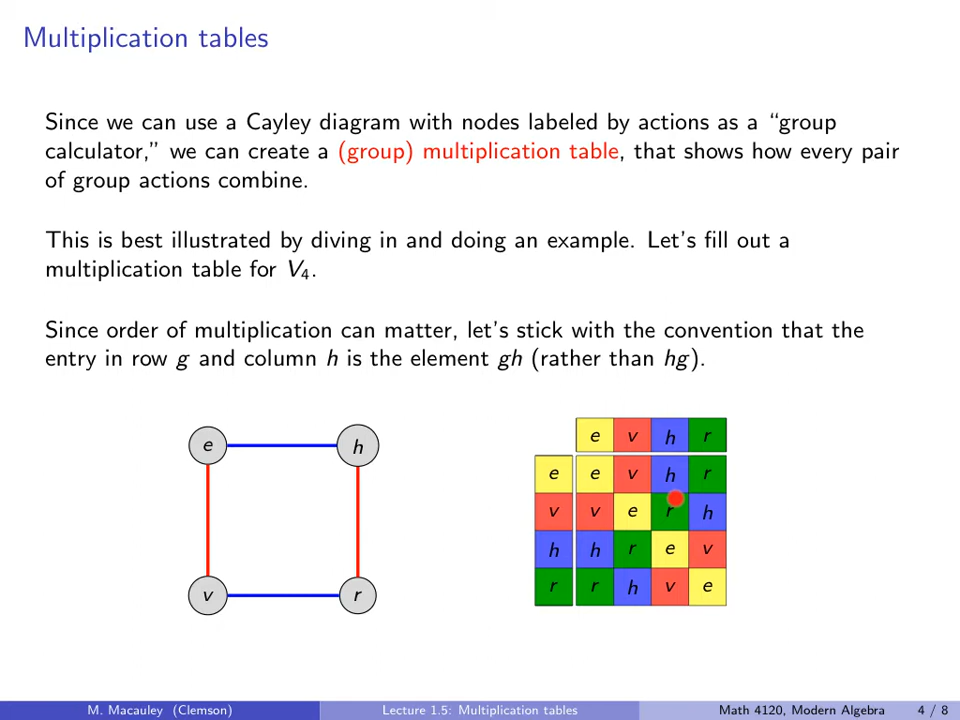 Multiplication tables
Since we can use a Cayley diagram with nodes labeled by actions as a “group
calculator,” we can create a (group) multiplication table, that shows how every pair
of group actions combine.
This is best illustrated by diving in and doing an example. Let’s fill out a
multiplication table for V₄.
Since order of multiplication can matter, let’s stick with the convention that the
entry in row g and column h is the element gh (rather than hg).
e h
v r
e v h r
e e v h r
v v e r h
h h r e v
r r h v e
M. Macauley (Clemson) Lecture 1.5: Multiplication tables Math 4120, Modern Algebra 4 / 8